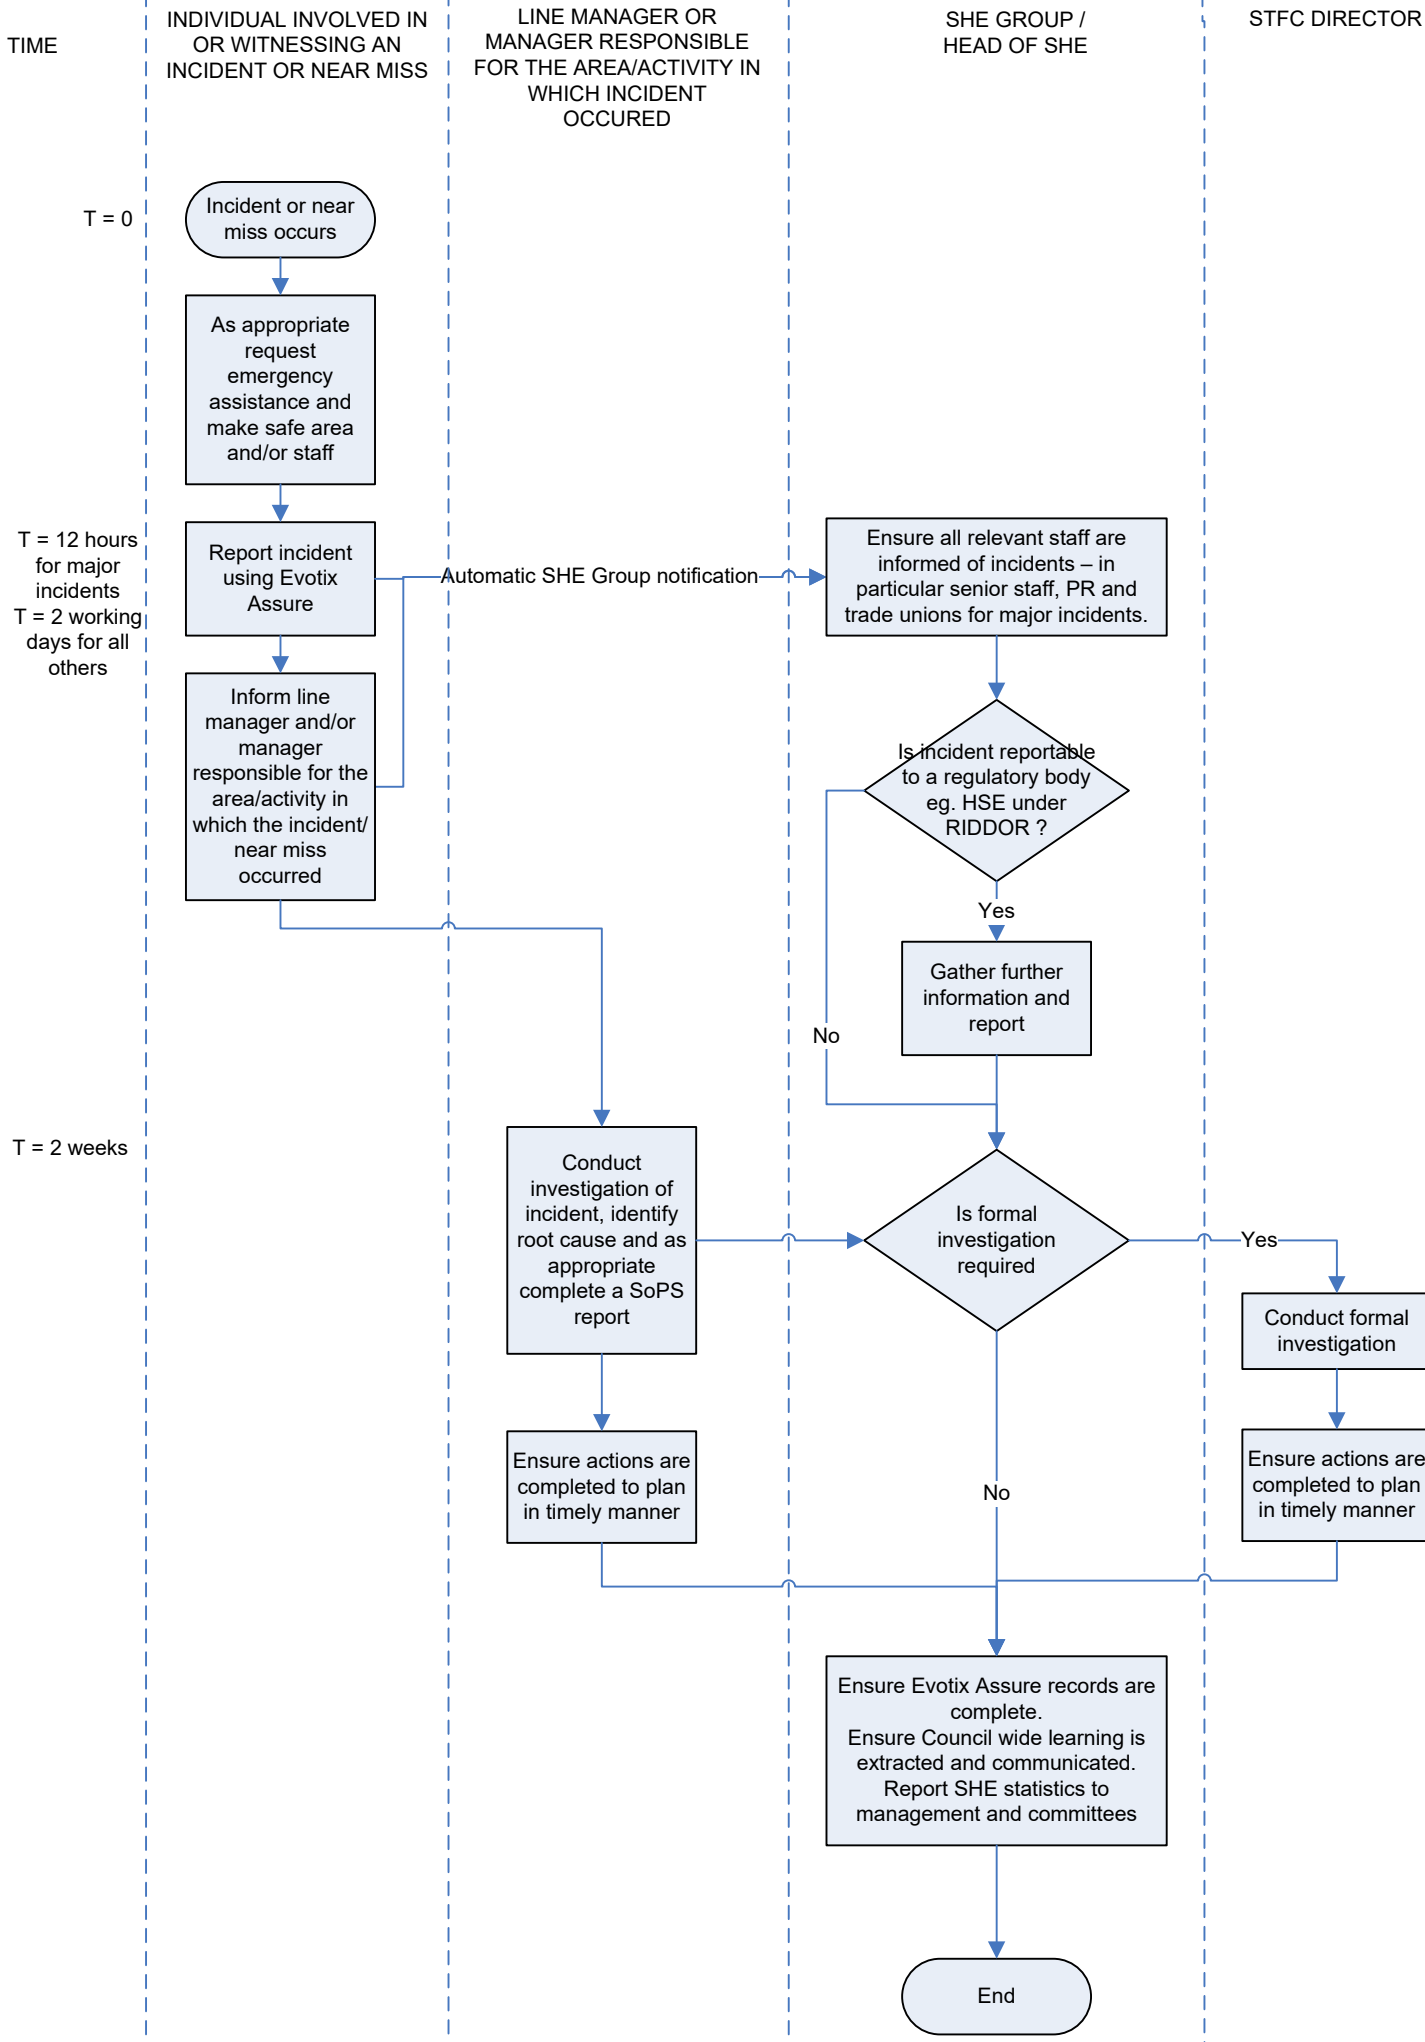 TIME
INDIVIDUAL INVOLVED IN
OR WITNESSING AN
INCIDENT OR NEAR MISS
LINE MANAGER OR
MANAGER RESPONSIBLE
FOR THE AREA/ACTIVITY IN
WHICH INCIDENT
OCCURED
SHE GROUP /
HEAD OF SHE
STFC DIRECTOR
T = 0
Incident or near
miss occurs
As appropriate
request
emergency
assistance and
make safe area
and/or staff
T = 12 hours
for major
incidents
T = 2 working
days for all
others
Report incident
using Evotix
Assure
Automatic SHE Group notification
Ensure all relevant staff are
informed of incidents – in
particular senior staff, PR and
trade unions for major incidents.
Inform line
manager and/or
manager
responsible for the
area/activity in
which the incident/
near miss
occurred
Is incident reportable
to a regulatory body
eg. HSE under
RIDDOR ?
Yes
Gather further
information and
report
No
T = 2 weeks
Conduct
investigation of
incident, identify
root cause and as
appropriate
complete a SoPS
report
Is formal
investigation
required
Yes
Conduct formal
investigation
Ensure actions are
completed to plan
in timely manner
No
Ensure actions are
completed to plan
in timely manner
Ensure Evotix Assure records are
complete.
Ensure Council wide learning is
extracted and communicated.
Report SHE statistics to
management and committees
End